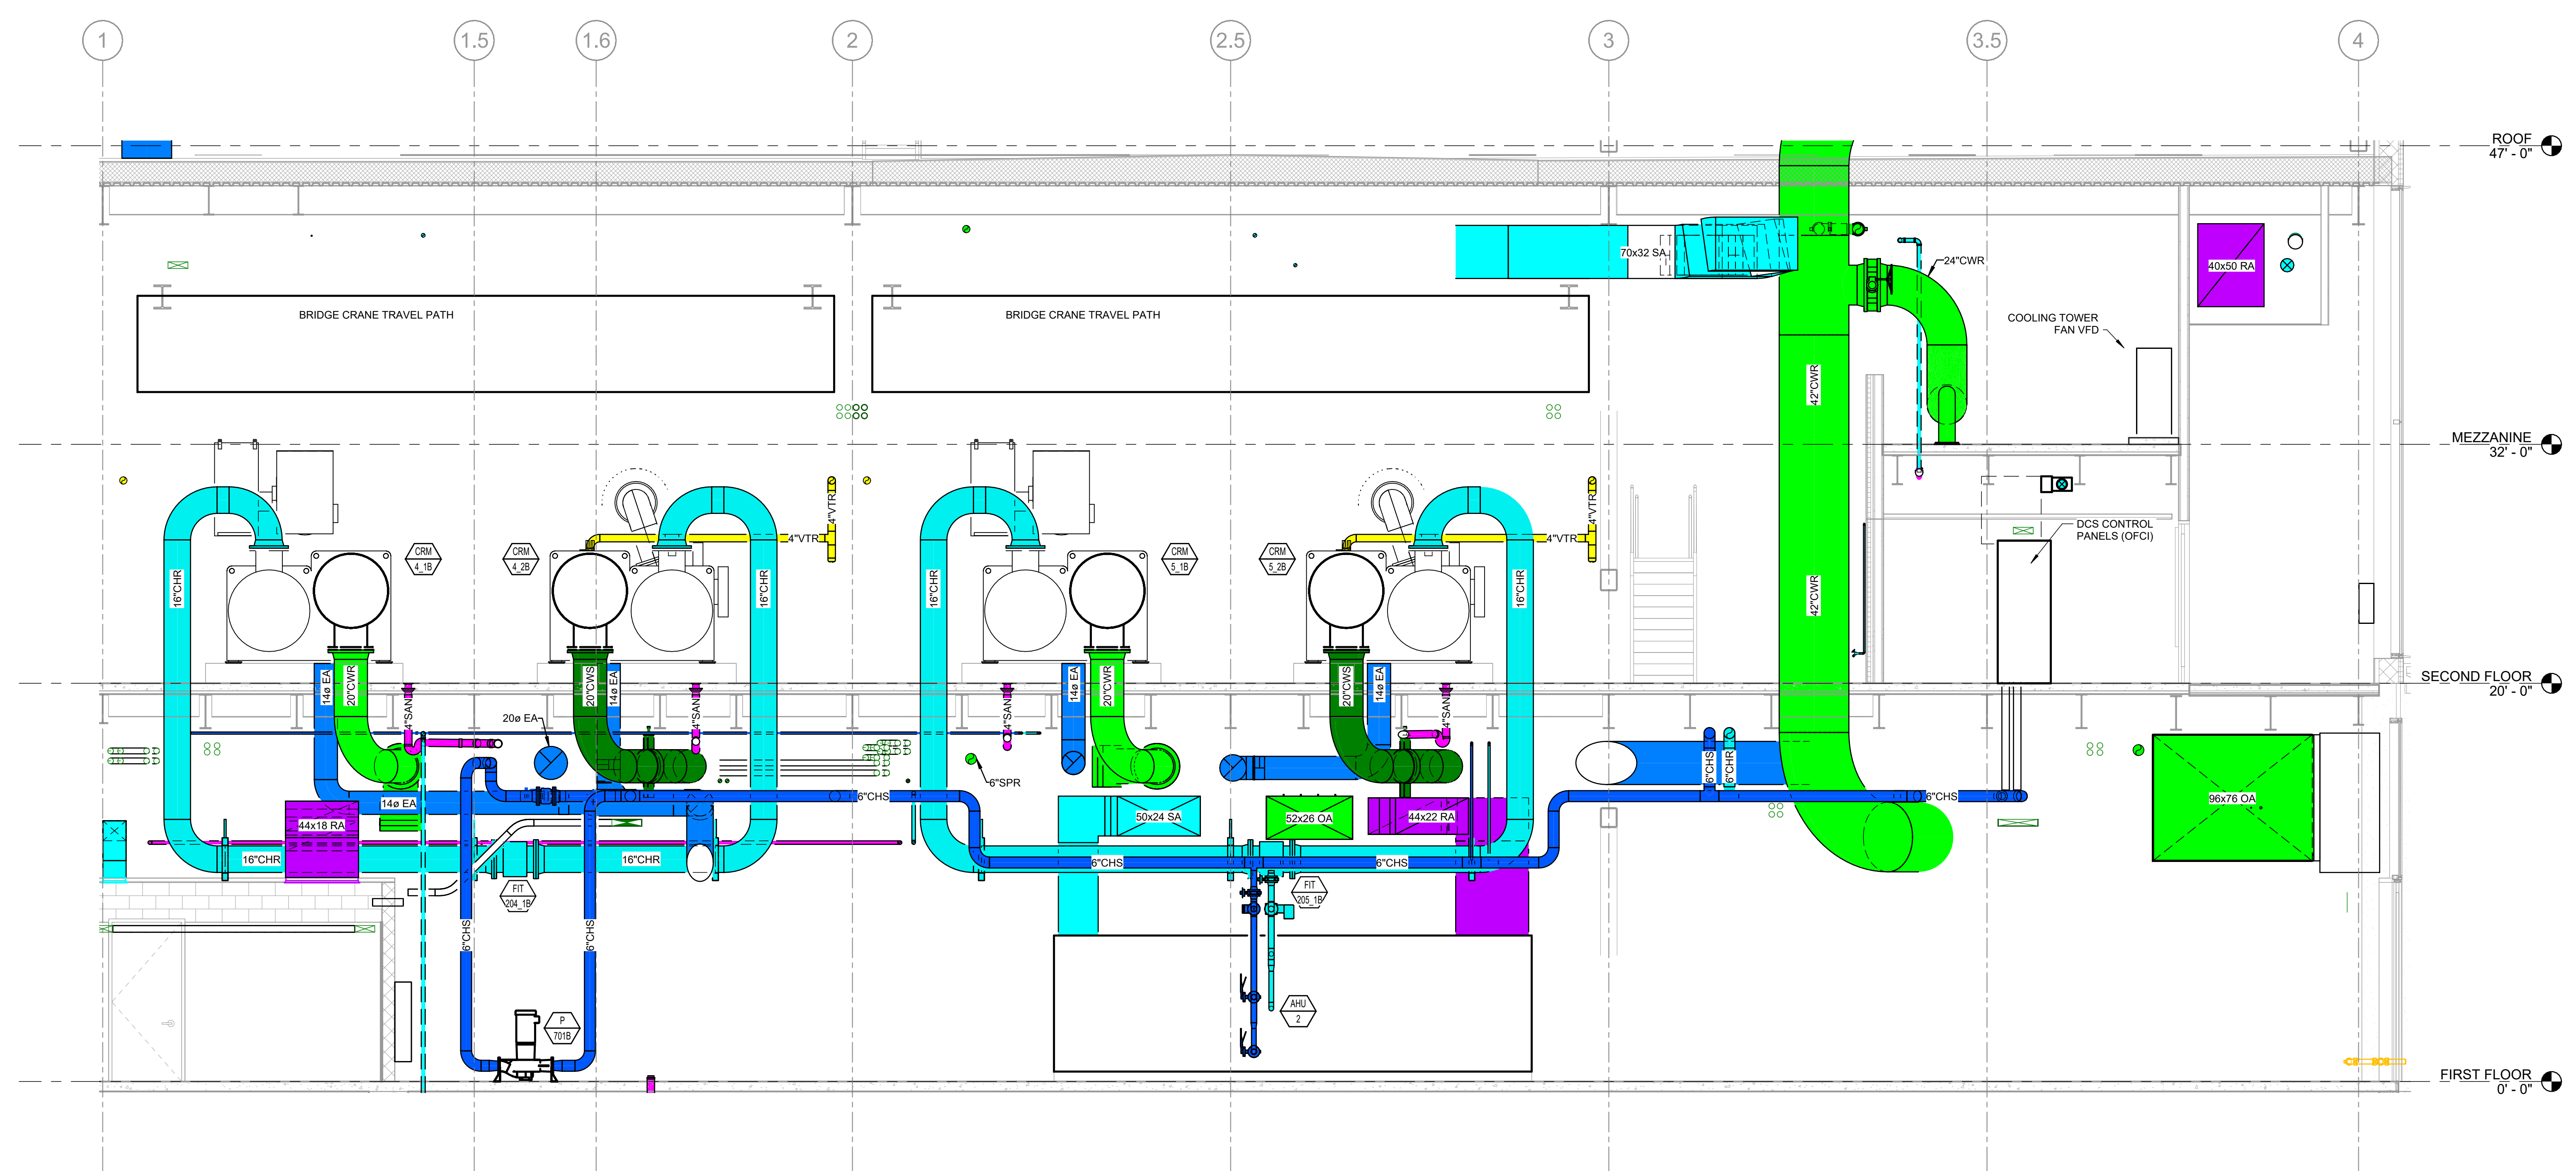 1
1.5
1.6
2
2.5
3
3.5
4
ROOF
47' - 0"
70x32 SA
24"CWR
40x50 RA
BRIDGE CRANE TRAVEL PATH
BRIDGE CRANE TRAVEL PATH
COOLING TOWER
FAN VFD
42"CWR
MEZZANINE
32' - 0"
4"VTR
4"VTR
4"VTR
4"VTR
DCS CONTROL
PANELS (OFCI)
CRM
4_1B
CRM
4_2B
CRM
5_1B
CRM
5_2B
16"CHR
16"CHR
16"CHR
16"CHR
42"CWR
SECOND FLOOR
20' - 0"
14ø EA
20"CWR
4"SAN
20"CWS
14ø EA
4"SAN
4"SAN
14ø EA
20"CWR
20"CWS
14ø EA
4"SAN
20ø EA
6"SPR
6"CHS
6"CHR
14ø EA
6"CHS
6"CHS
96x76 OA
44x18 RA
50x24 SA
52x26 OA
44x22 RA
16"CHR
16"CHR
6"CHS
6"CHS
FIT
204_1B
FIT
205_1B
6"CHS
6"CHS
P
701B
AHU
2
FIRST FLOOR
0' - 0"